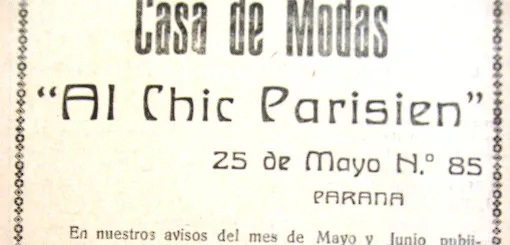 Casa de Modas
“Al Chic Parisien”
25 de Mayo N.º 85
PARANA
En nuestros avisos del mes de Mayo y Junio publi-